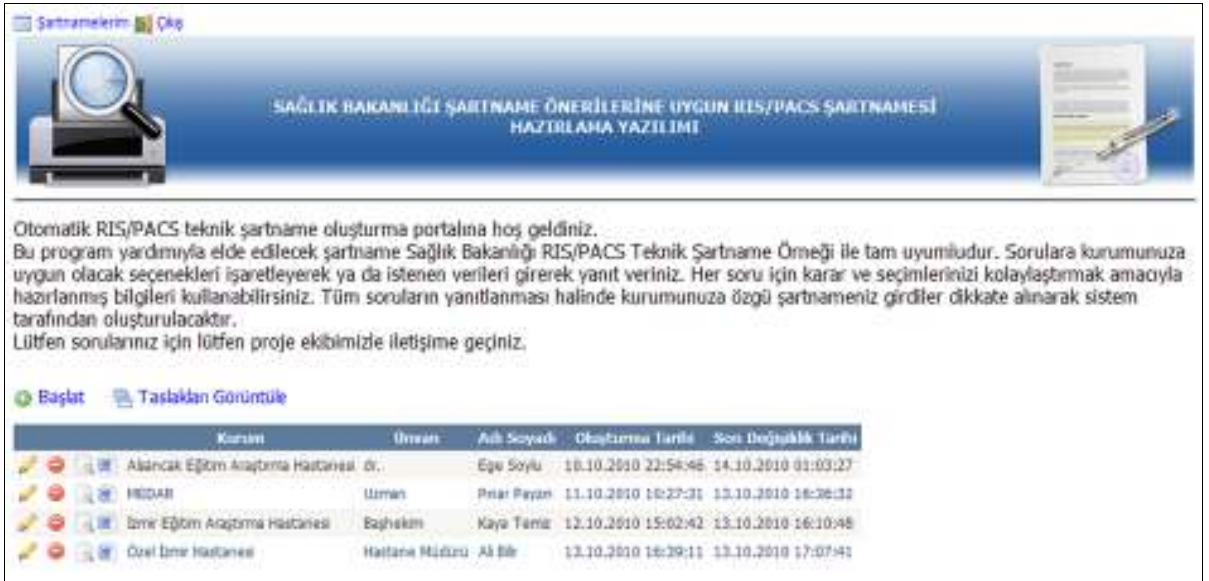 Şartnamelerim Çıkış
SAĞLIK BAKANLIĞI ŞARTNAME ÖNERİLERİNE UYGUN RIS/PACS ŞARTNAMESİ
HAZIRLAMA YAZILIMI
Otomatik RIS/PACS teknik şartname oluşturma portalına hoş geldiniz.
Bu program yardımıyla elde edilecek şartname Sağlık Bakanlığı RIS/PACS Teknik Şartname Örneği ile tam uyumludur. Sorulara kurumunuza
uygun olacak seçenekleri işaretleyerek ya da istenen verileri girerek yanıt veriniz. Her soru için karar ve seçimlerinizi kolaylaştırmak amacıyla
hazırlanmış bilgileri kullanabilirsiniz. Tüm soruların yanıtlanması halinde kurumunuza özgü şartnameniz girdiler dikkate alınarak sistem
tarafından oluşturulacaktır.
Lütfen sorularınız için lütfen proje ekibimizle iletişime geçiniz.
Başlat Taslakları Görüntüle
Kurum Ünvan Adı Soyadı Oluşturma Tarihi Son Değişiklik Tarihi
Alsancak Eğitim Araştırma Hastanesi dr. Ege Soylu 10.10.2010 22:54:46 14.10.2010 01:03:27
MEDAR Uzman Pınar 11.10.2010 10:27:31 13.10.2010 16:36:32
İzmir Eğitim Araştırma Hastanesi Başhekim Kaya Temiz 12.10.2010 15:02:42 13.10.2010 16:10:48
Özel İzmir Hastanesi Hastane Müdürü Ali Bilir 13.10.2010 16:39:11 13.10.2010 17:07:41